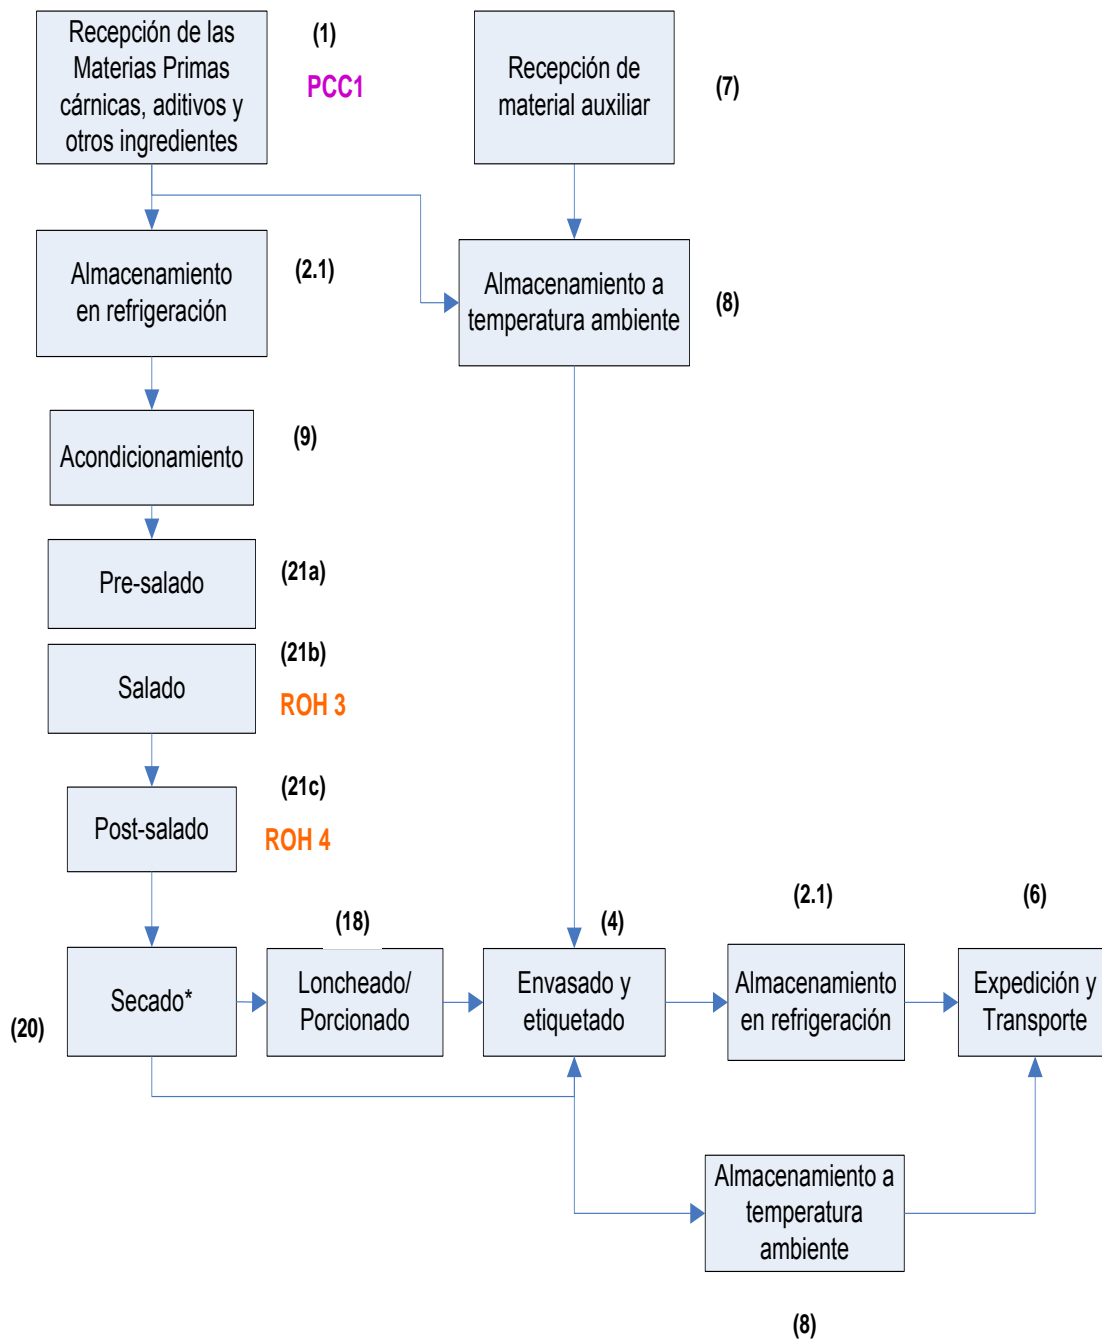 Recepción de las
Materias Primas
cárnicas, aditivos y
otros ingredientes
(1)
PCC1
Recepción de
material auxiliar
(7)
Almacenamiento
en refrigeración
(2.1)
Almacenamiento a
temperatura ambiente
(8)
Acondicionamiento
(9)
Pre-salado
(21a)
Salado
(21b)
ROH 3
Post-salado
(21c)
ROH 4
Secado*
(20)
(18)
Loncheado/
Porcionado
(4)
Envasado y
etiquetado
(2.1)
Almacenamiento
en refrigeración
(6)
Expedición y
Transporte
Almacenamiento a
temperatura
ambiente
(8)